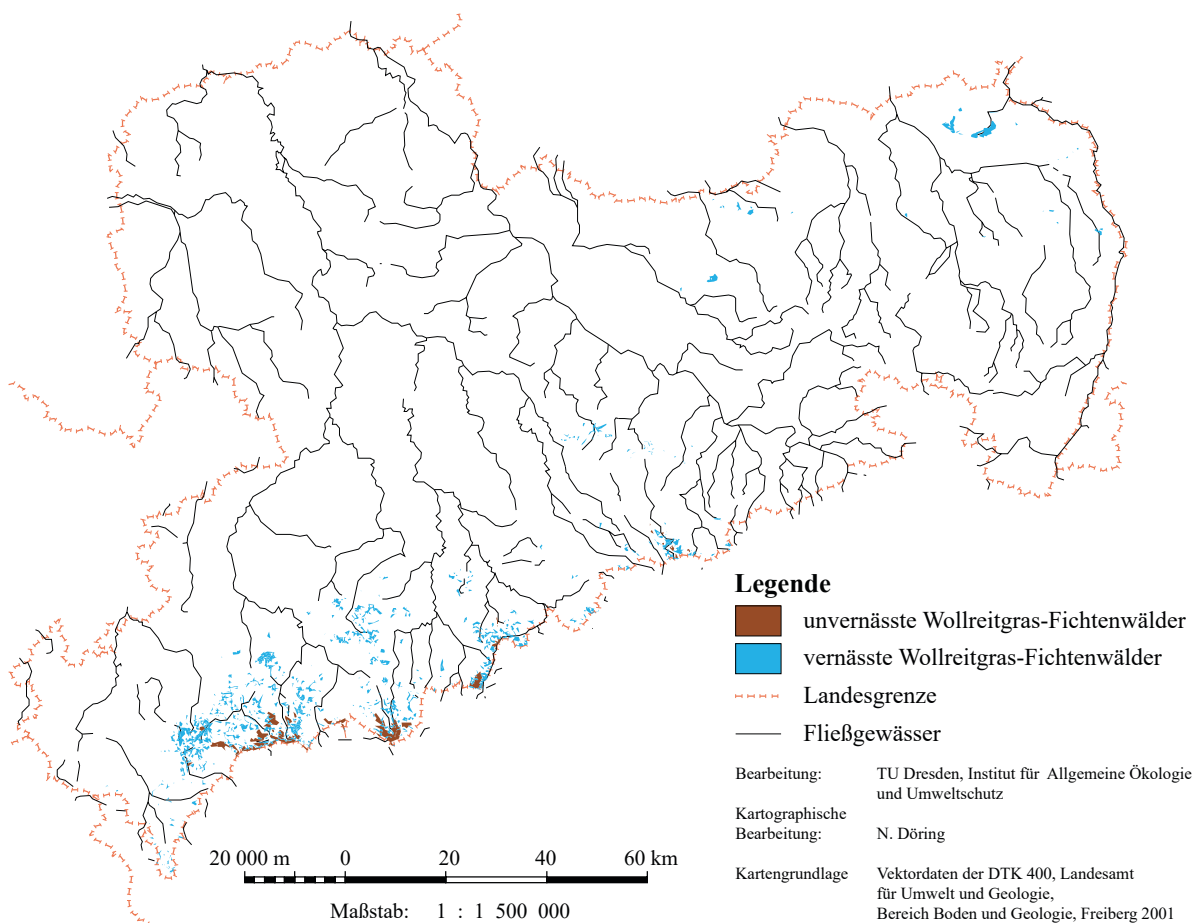 Legende
unvernässte Wollreitgras-Fichtenwälder
vernässte Wollreitgras-Fichtenwälder
Landesgrenze
Fließgewässer
Bearbeitung: TU Dresden, Institut für Allgemeine Ökologie
und Umweltschutz
Kartographische
Bearbeitung: N. Döring
Kartengrundlage Vektordaten der DTK 400, Landesamt
für Umwelt und Geologie,
Bereich Boden und Geologie, Freiberg 2001
20 000 m 0 20 40 60 km
Maßstab: 1 : 1 500 000